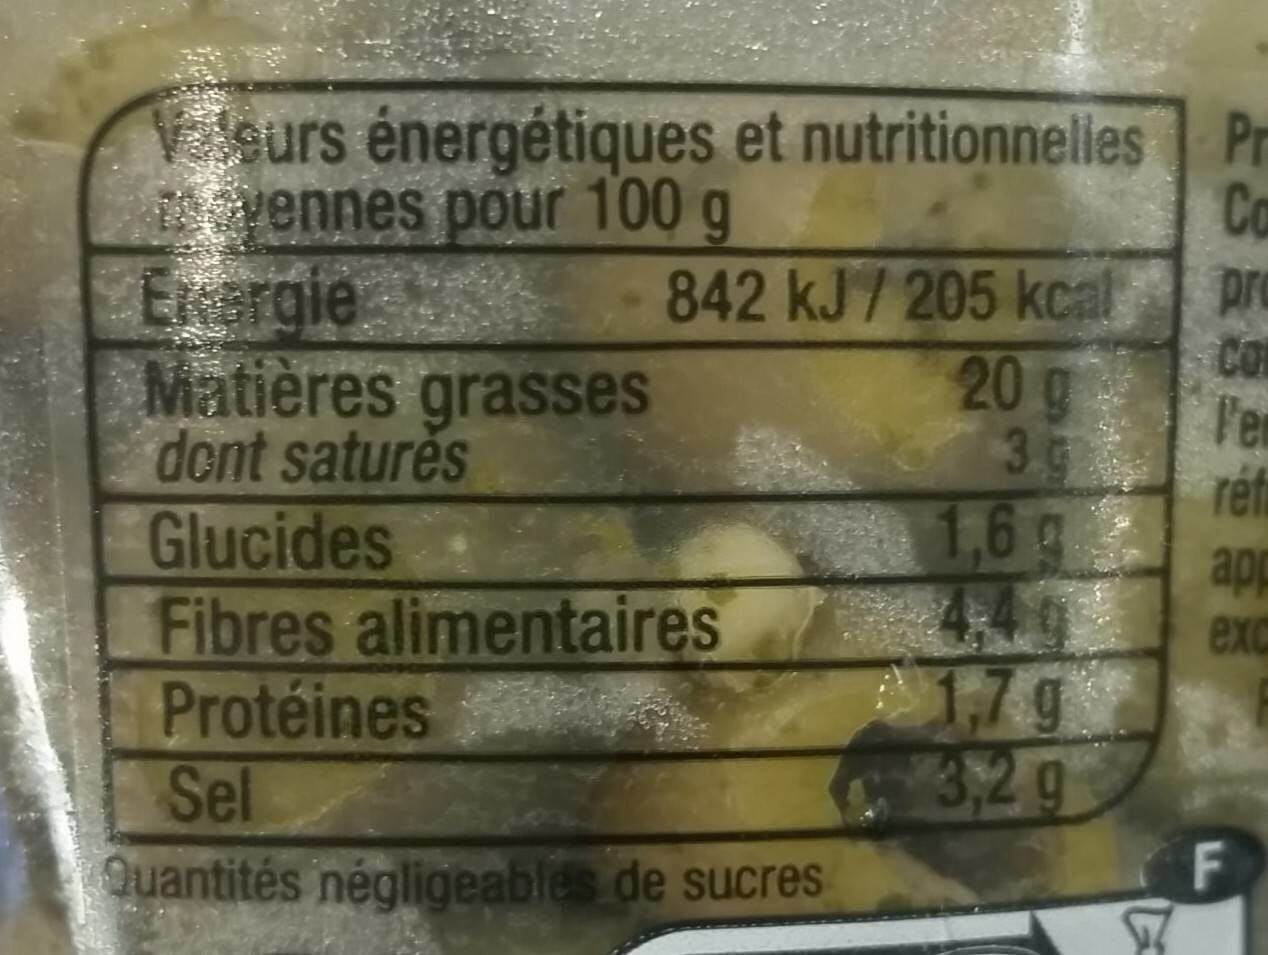 Valeurs énergétiques et nutritionnelles
moyennes pour 100 g
Énergie 842 kJ / 205 kcal
Matières grasses 20 g
dont saturés 3 g
Glucides 1,6 g
Fibres alimentaires 4,4 g
Protéines 1,7 g
Sel 3,2 g
Quantités négligeables de sucres
F